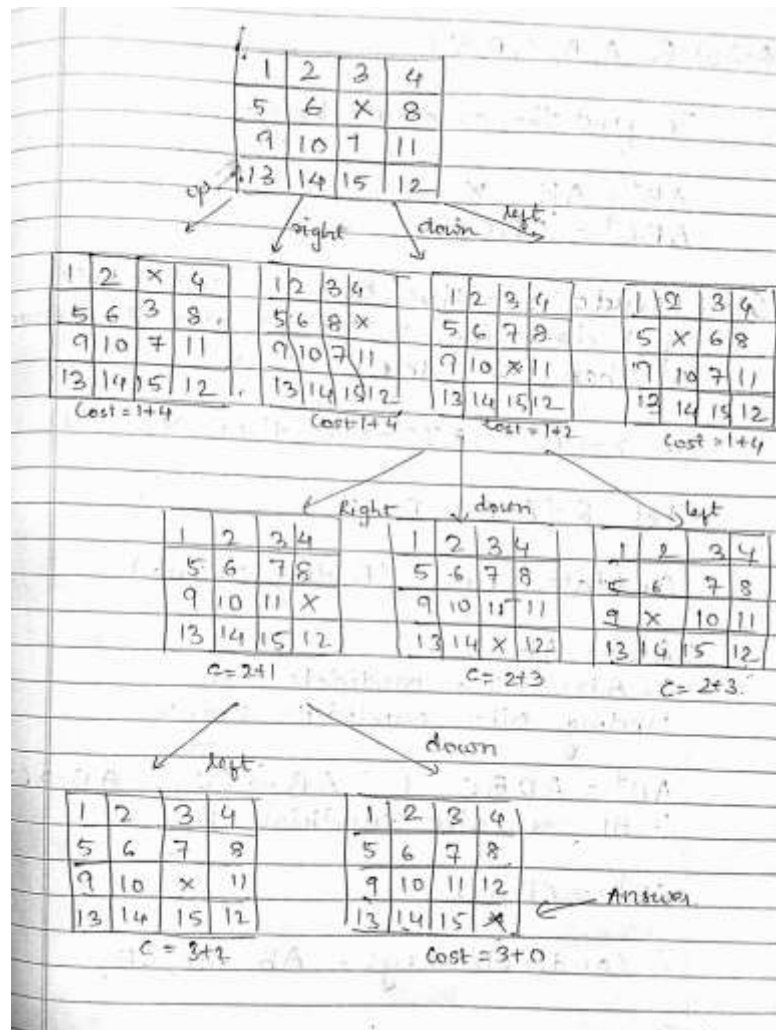 1 2 3 4
5 6 X 8
9 10 7 11
13 14 15 12
up right down left
1 2 X 4
5 6 3 8
9 10 7 11
13 14 15 12
Cost = 1+4
1 2 3 4
5 6 8 X
9 10 7 11
13 14 15 12
Cost 1+4
1 2 3 4
5 6 7 8
9 10 X 11
13 14 15 12
Cost = 1+2
1 2 3 4
5 X 6 8
9 10 7 11
13 14 15 12
Cost = 1+4
Right down left
1 2 3 4
5 6 7 8
9 10 11 X
13 14 15 12
C = 2+1
1 2 3 4
5 6 7 8
9 10 15 11
13 14 X 12
C = 2+3
1 2 3 4
5 6 7 8
9 X 10 11
13 14 15 12
C = 2+3
left down
1 2 3 4
5 6 7 8
9 10 X 11
13 14 15 12
C = 3+2
1 2 3 4
5 6 7 8
9 10 11 12
13 14 15 X
Cost = 3+0
Answer